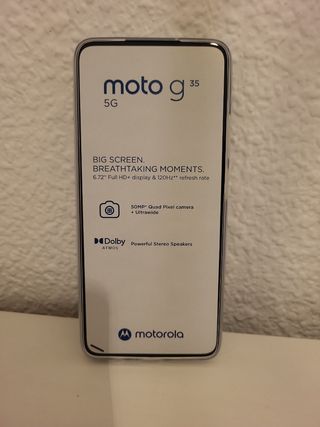 moto g 35
5G
BIG SCREEN.
BREATHTAKING MOMENTS.
6.72" Full HD+ display & 120Hz** refresh rate
50MP* Quad Pixel camera
+ Ultrawide
Dolby
ATMOS
Powerful Stereo Speakers
motorola